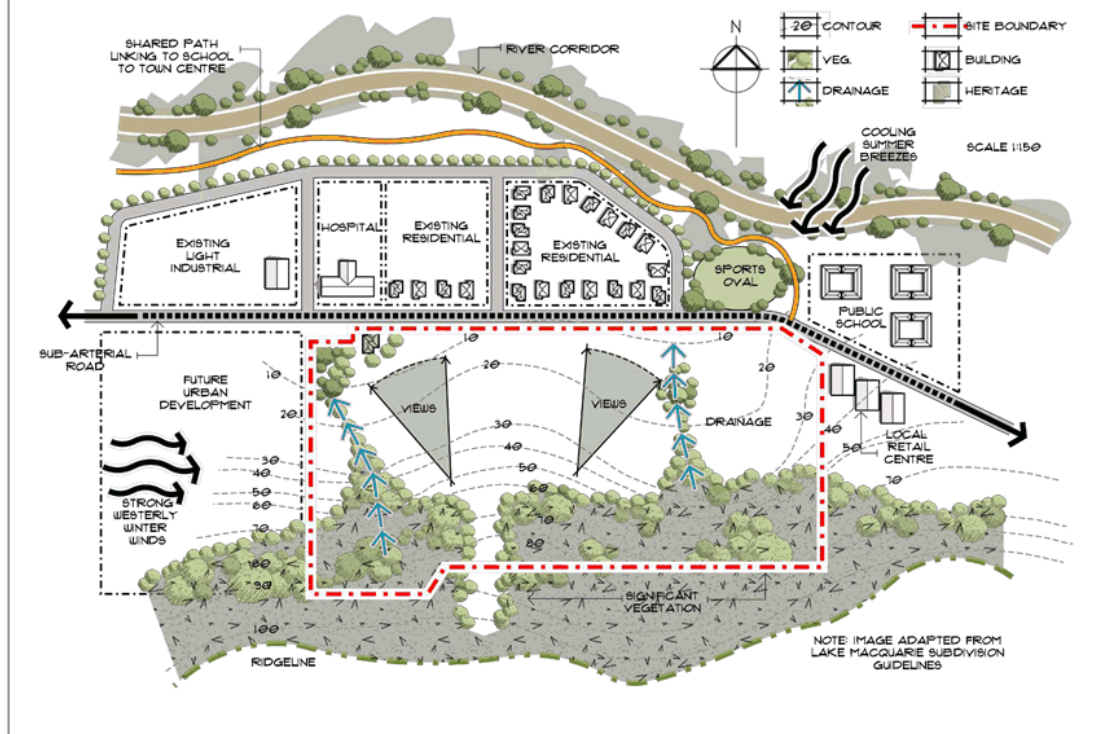 SHARED PATH
LINKING TO SCHOOL
TO TOWN CENTRE
RIVER CORRIDOR
N
20
CONTOUR
SITE BOUNDARY
VEG.
BUILDING
DRAINAGE
HERITAGE
COOLING
SUMMER
BREEZES
SCALE 1:150
EXISTING
LIGHT
INDUSTRIAL
HOSPITAL
EXISTING
RESIDENTIAL
EXISTING
RESIDENTIAL
SPORTS
OVAL
PUBLIC
SCHOOL
SUB-ARTERIAL
ROAD
FUTURE
URBAN
DEVELOPMENT
10
20
30
40
50
60
70
80
90
100
10
20
30
40
50
60
70
80
VIEWS
VIEWS
10
20
30
40
50
70
DRAINAGE
LOCAL
RETAIL
CENTRE
STRONG
WESTERLY
WINTER
WINDS
SIGNIFICANT
VEGETATION
RIDGELINE
NOTE: IMAGE ADAPTED FROM
LAKE MACQUARIE SUBDIVISION
GUIDELINES